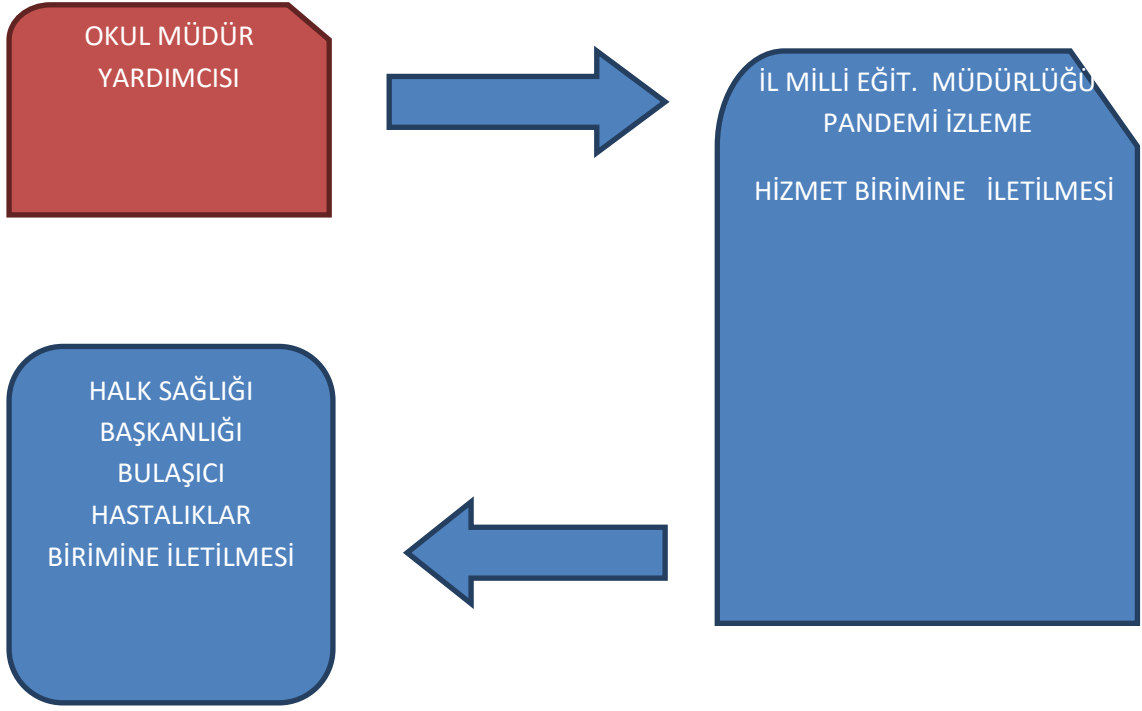 OKUL MÜDÜR
YARDIMCISI
İL MİLLİ EĞİT. MÜDÜRLÜĞÜ
PANDEMİ İZLEME
HİZMET BİRİMİNE İLETİLMESİ
HALK SAĞLIĞI
BAŞKANLIĞI
BULAŞICI
HASTALIKLAR
BİRİMİNE İLETİLMESİ